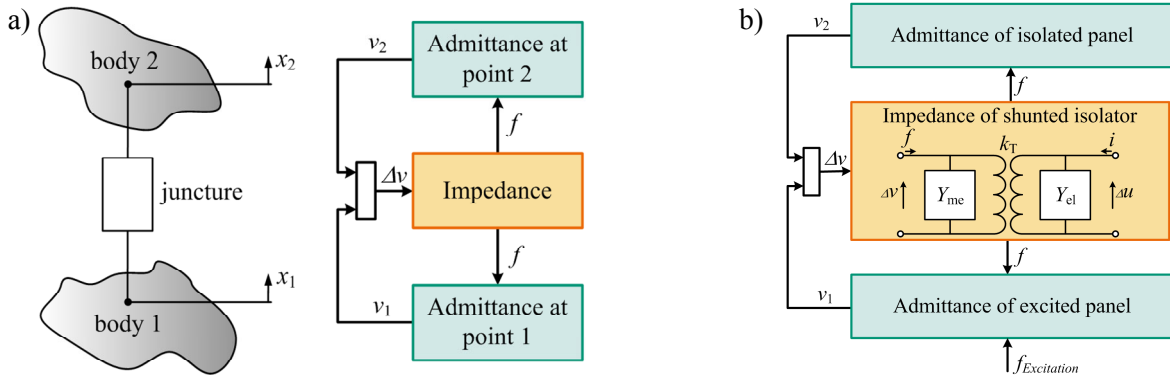 a)
body 2
x2
juncture
x1
body 1
v2
Admittance at
point 2
f
Δv
Impedance
f
v1
Admittance at
point 1
b)
v2
Admittance of isolated panel
f
Impedance of shunted isolator
f
kT
i
Δv
Δv
Yme
Yel
Δu
f
v1
Admittance of excited panel
fExcitation